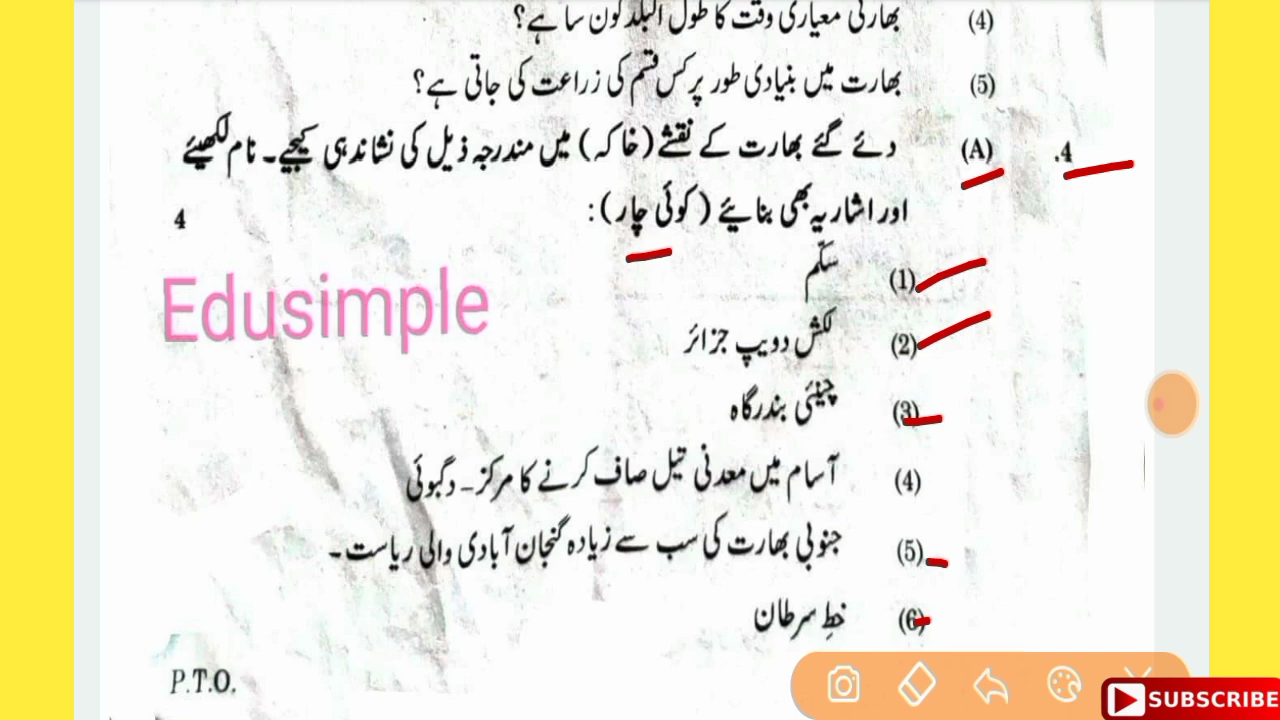 (4) بھارتی معیاری وقت کا طول البلد کون سا ہے؟
(5) بھارت میں بنیادی طور پر کس قسم کی زراعت کی جاتی ہے؟
4. (A) دئے گئے بھارت کے نقشے (خاکہ) میں مندرجہ ذیل کی نشاندہی کیجیے۔ نام لکھیئے
اور اشاریہ بھی بنائیے (کوئی چار): 4
(1) سکّم
Edusimple
(2) لکش دویپ جزائر
(3) چینئی بندرگاہ
(4) آسام میں معدنی تیل صاف کرنے کا مرکز ۔ دگبوئی
(5) جنوبی بھارت کی سب سے زیادہ گنجان آبادی والی ریاست۔
(6) خطِ سرطان
P.T.O.
SUBSCRIBE